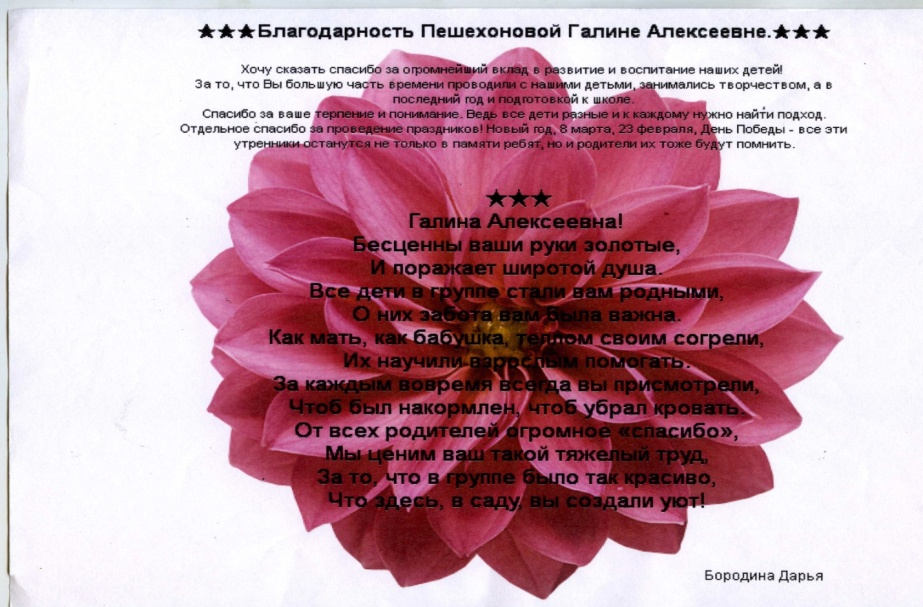 ★★★Благодарность Пешехоновой Галине Алексеевне.★★★
Хочу сказать спасибо за огромнейший вклад в развитие и воспитание наших детей!
За то, что Вы большую часть времени проводили с нашими детьми, занимались творчеством, а в
последний год и подготовкой к школе.
Спасибо за ваше терпение и понимание. Ведь все дети разные и к каждому нужно найти подход.
Отдельное спасибо за проведение праздников! Новый год, 8 марта, 23 февраля, День Победы - все эти
утренники останутся не только в памяти ребят, но и родители их тоже будут помнить.
★★★
Галина Алексеевна!
Бесценны ваши руки золотые,
И поражает широтой душа.
Все дети в группе стали вам родными,
О них забота вам была важна.
Как мать, как бабушка, теплом своим согрели,
Их научили взрослым помогать.
За каждым вовремя всегда вы присмотрели,
Чтоб был накормлен, чтоб убрал кровать.
От всех родителей огромное «спасибо»,
Мы ценим ваш такой тяжелый труд,
За то, что в группе было так красиво,
Что здесь, в саду, вы создали уют!
Бородина Дарья